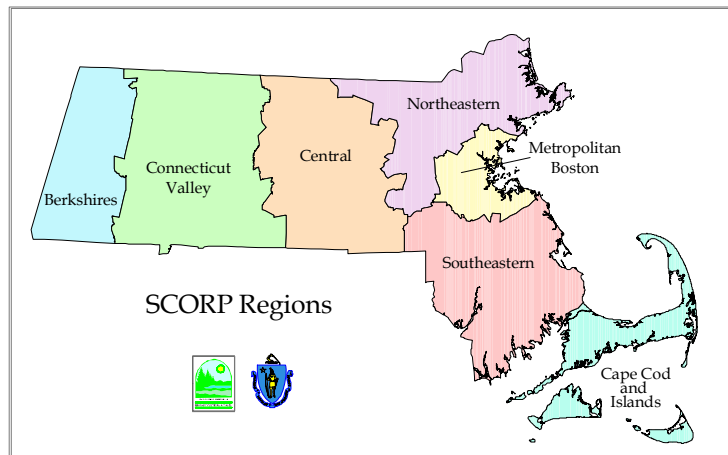 Northeastern
Metropolitan
Boston
Central
Connecticut
Valley
Berkshires
Southeastern
SCORP Regions
Cape Cod
and
Islands